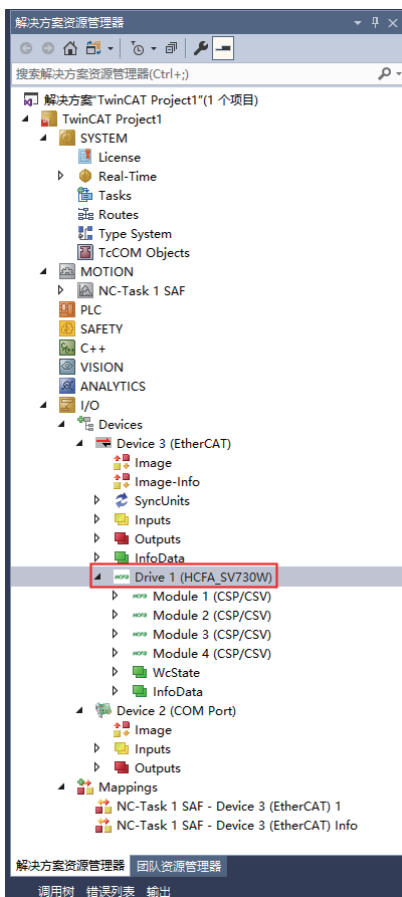 解决方案资源管理器
搜索解决方案资源管理器(Ctrl+;)
解决方案"TwinCAT Project1"(1 个项目)
TwinCAT Project1
SYSTEM
License
Real-Time
Tasks
Routes
Type System
TcCOM Objects
MOTION
NC-Task 1 SAF
PLC
SAFETY
C++
VISION
ANALYTICS
I/O
Devices
Device 3 (EtherCAT)
Image
Image-Info
SyncUnits
Inputs
Outputs
InfoData
HCFA Drive 1 (HCFA_SV730W)
HCFA Module 1 (CSP/CSV)
HCFA Module 2 (CSP/CSV)
HCFA Module 3 (CSP/CSV)
HCFA Module 4 (CSP/CSV)
WcState
InfoData
Device 2 (COM Port)
Image
Inputs
Outputs
Mappings
NC-Task 1 SAF - Device 3 (EtherCAT) 1
NC-Task 1 SAF - Device 3 (EtherCAT) Info
解决方案资源管理器 团队资源管理器
调用树 错误列表 输出